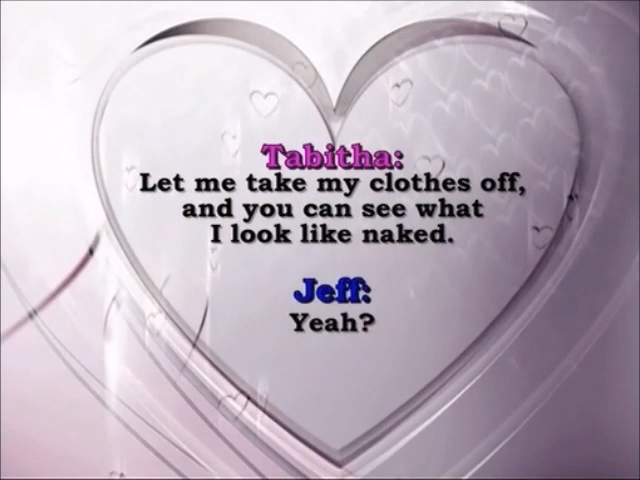 Tabitha:
Let me take my clothes off,
and you can see what
I look like naked.
Jeff:
Yeah?